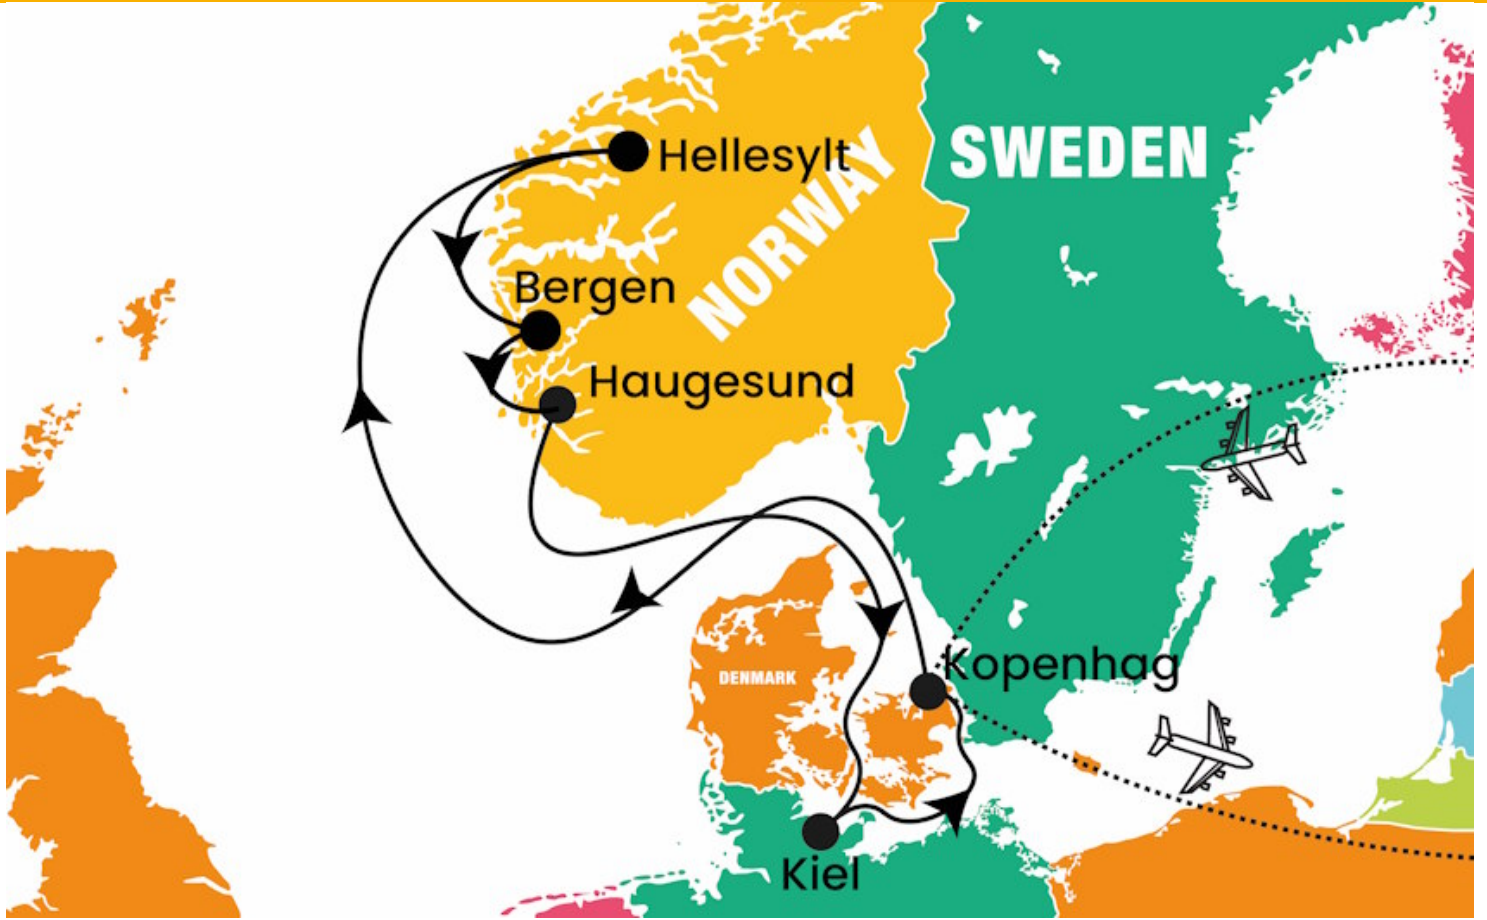 Hellesylt
SWEDEN
NORWAY
Bergen
Haugesund
Kopenhag
DENMARK
Kiel